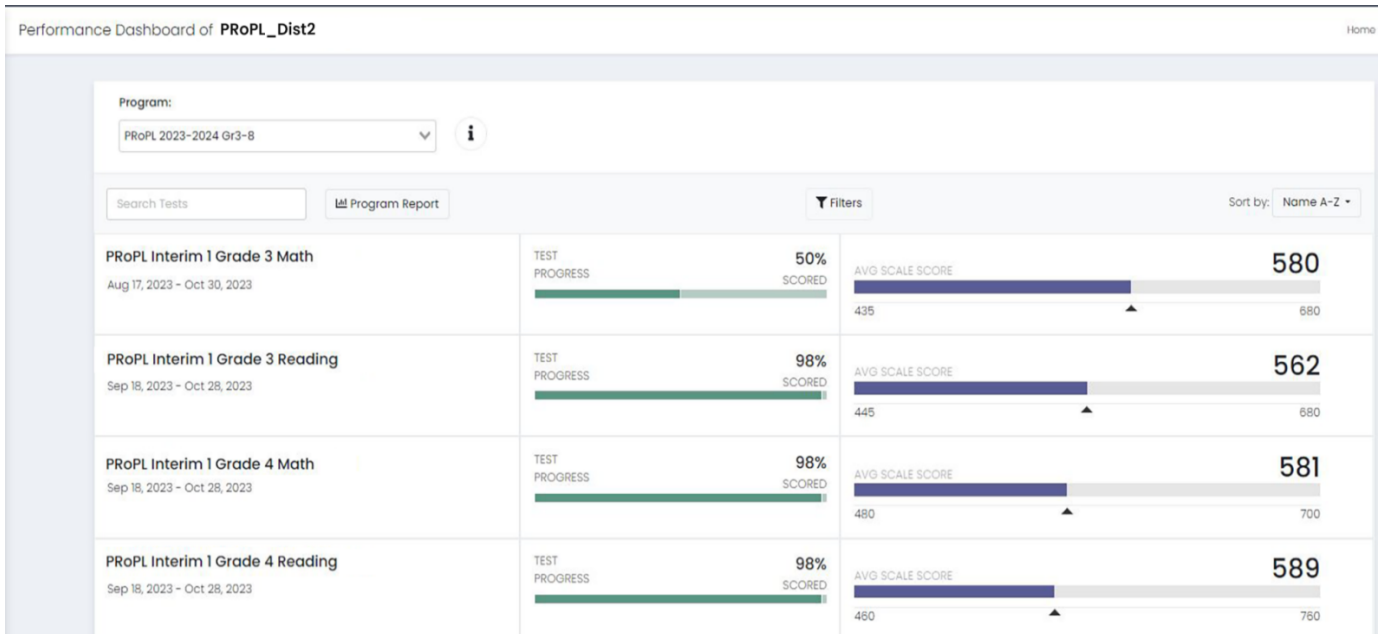 Performance Dashboard of PRoPL_Dist2
Home
Program:
PRoPL 2023-2024 Gr3-8
i
Search Tests
Program Report
Filters
Sort by: Name A-Z
PRoPL Interim 1 Grade 3 Math
Aug 17, 2023 - Oct 30, 2023
TEST
PROGRESS
50%
SCORED
AVG SCALE SCORE
580
435
680
PRoPL Interim 1 Grade 3 Reading
Sep 18, 2023 - Oct 28, 2023
TEST
PROGRESS
98%
SCORED
AVG SCALE SCORE
562
445
680
PRoPL Interim 1 Grade 4 Math
Sep 18, 2023 - Oct 28, 2023
TEST
PROGRESS
98%
SCORED
AVG SCALE SCORE
581
480
700
PRoPL Interim 1 Grade 4 Reading
Sep 18, 2023 - Oct 28, 2023
TEST
PROGRESS
98%
SCORED
AVG SCALE SCORE
589
460
760